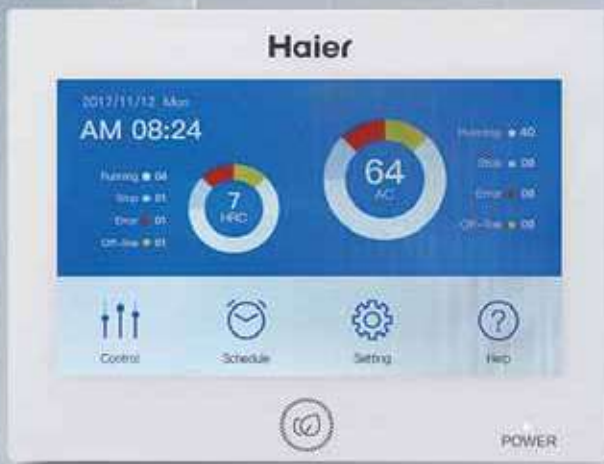 Haier
2017/11/12 Mon
AM 08:24
Running 04
Stop 01
Error 01
Off-line 01
7
HRC
64
AC
Running 40
Stop 08
Error 08
Off-line 08
Control
Schedule
Setting
Help
POWER